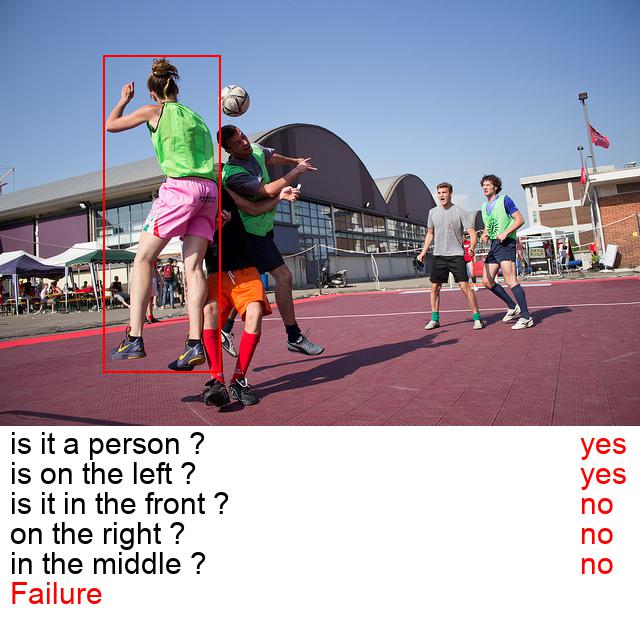 is it a person ? yes
is on the left ? yes
is it in the front ? no
on the right ? no
in the middle ? no
Failure